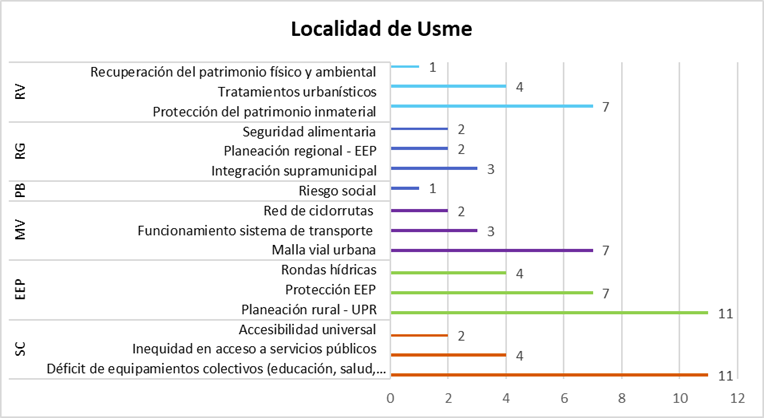 Localidad de Usme
RV
Recuperación del patrimonio físico y ambiental 1
Tratamientos urbanísticos 4
Protección del patrimonio inmaterial 7
RG
Seguridad alimentaria 2
Planeación regional - EEP 2
Integración supramunicipal 3
PB
Riesgo social 1
MV
Red de ciclorrutas 2
Funcionamiento sistema de transporte 3
Malla vial urbana 7
EEP
Rondas hídricas 4
Protección EEP 7
Planeación rural - UPR 11
SC
Accesibilidad universal 2
Inequidad en acceso a servicios públicos 4
Déficit de equipamientos colectivos (educación, salud,... 11
0 2 4 6 8 10 12